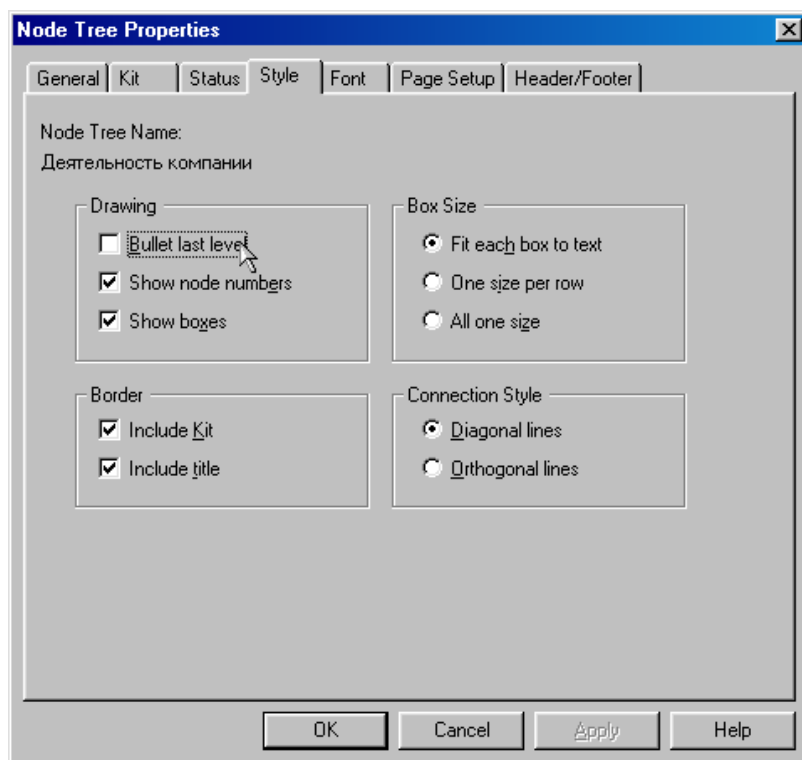 Node Tree Properties
General Kit Status Style Font Page Setup Header/Footer
Node Tree Name:
Деятельность компании
Drawing
Bullet last level
Show node numbers
Show boxes
Box Size
Fit each box to text
One size per row
All one size
Border
Include Kit
Include title
Connection Style
Diagonal lines
Orthogonal lines
OK Cancel Apply Help